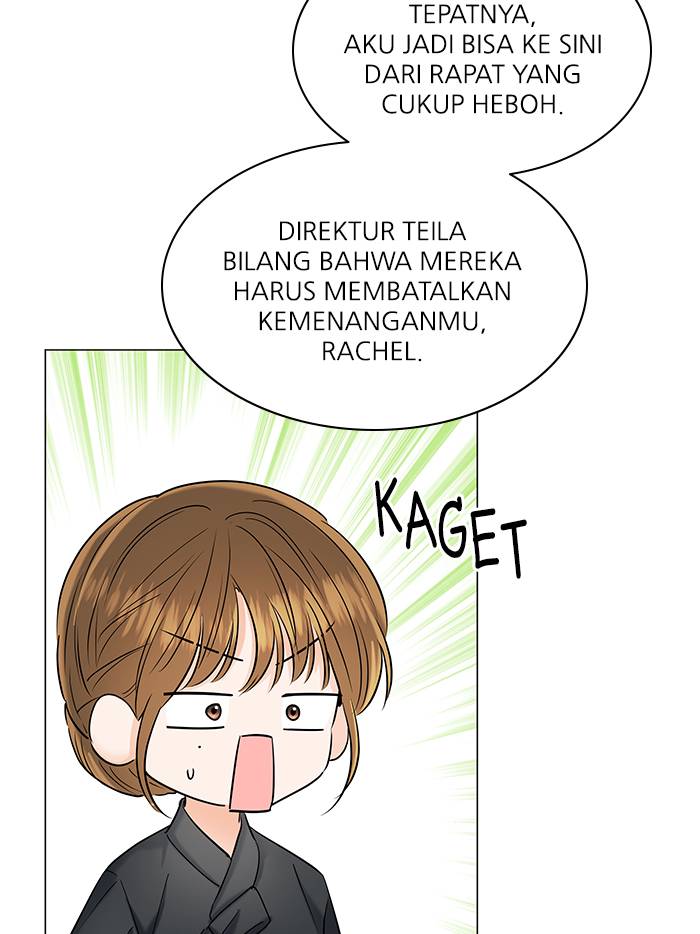 TEPATNYA,
AKU JADI BISA KE SINI
DARI RAPAT YANG
CUKUP HEBOH.
DIREKTUR TEILA
BILANG BAHWA MEREKA
HARUS MEMBATALKAN
KEMENANGANMU,
RACHEL.
KAGET